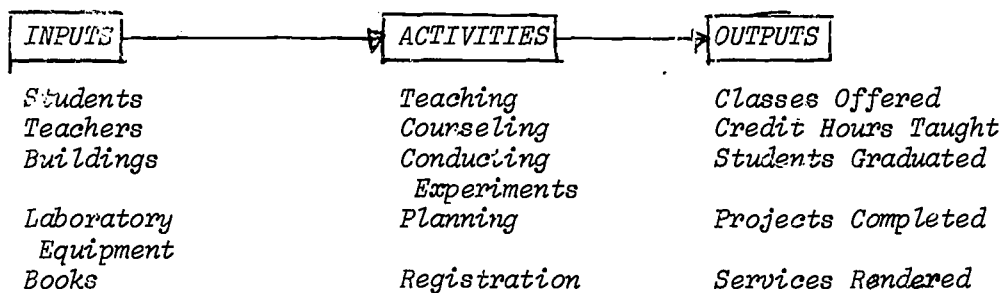 INPUTS ACTIVITIES OUTPUTS
Students Teaching Classes Offered
Teachers Counseling Credit Hours Taught
Buildings Conducting Students Graduated
Experiments
Laboratory Planning Projects Completed
Equipment
Books Registration Services Rendered